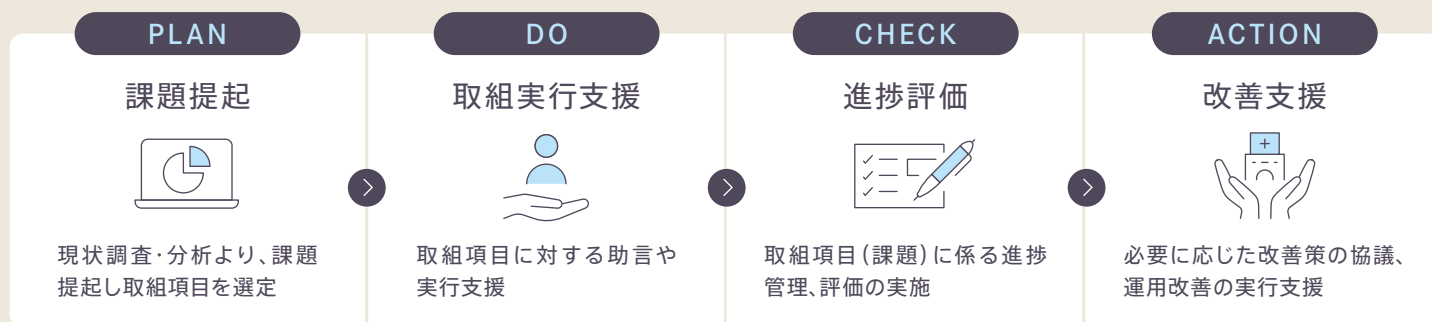 PLAN
課題提起
現状調査・分析より、課題
提起し取組項目を選定
DO
取組実行支援
取組項目に対する助言や
実行支援
CHECK
進捗評価
取組項目(課題)に係る進捗
管理、評価の実施
ACTION
改善支援
必要に応じた改善策の協議、
運用改善の実行支援